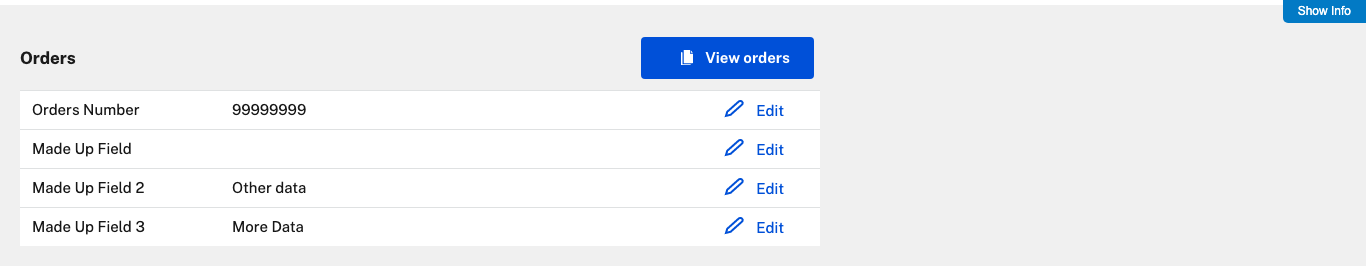 Show Info
Orders View orders
Orders Number 99999999 Edit
Made Up Field Edit
Made Up Field 2 Other data Edit
Made Up Field 3 More Data Edit